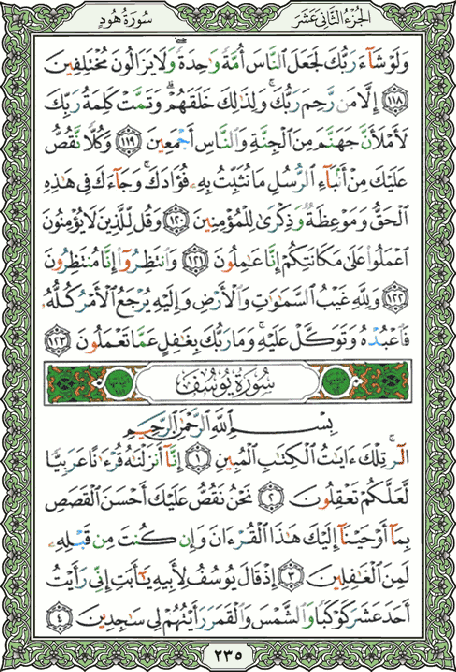 الجزء الثاني عشر
سورة هود
وَلَوْ شَآءَ رَبُّكَ لَجَعَلَ ٱلنَّاسَ أُمَّةً وَٰحِدَةً ۖ وَلَا يَزَالُونَ مُخْتَلِفِينَ
١١٨ إِلَّا مَن رَّحِمَ رَبُّكَ ۚ وَلِذَٰلِكَ خَلَقَهُمْ ۗ وَتَمَّتْ كَلِمَةُ رَبِّكَ
لَأَمْلَأَنَّ جَهَنَّمَ مِنَ ٱلْجِنَّةِ وَٱلنَّاسِ أَجْمَعِينَ ١١٩ وَكُلًّا نَّقُصُّ
عَلَيْكَ مِنْ أَنۢبَآءِ ٱلرُّسُلِ مَا نُثَبِّتُ بِهِۦ فُؤَادَكَ ۚ وَجَآءَكَ فِى هَٰذِهِ
ٱلْحَقُّ وَمَوْعِظَةٌ وَذِكْرَىٰ لِلْمُؤْمِنِينَ ١٢٠ وَقُل لِّلَّذِينَ لَا يُؤْمِنُونَ
ٱعْمَلُوا۟ عَلَىٰ مَكَانَتِكُمْ إِنَّا عَٰمِلُونَ ١٢١ وَٱنتَظِرُوٓا۟ إِنَّا مُنتَظِرُونَ
١٢٢ وَلِلَّهِ غَيْبُ ٱلسَّمَٰوَٰتِ وَٱلْأَرْضِ وَإِلَيْهِ يُرْجَعُ ٱلْأَمْرُ كُلُّهُۥ
فَٱعْبُدْهُ وَتَوَكَّلْ عَلَيْهِ ۚ وَمَا رَبُّكَ بِغَٰفِلٍ عَمَّا تَعْمَلُونَ ١٢٣
سورة يوسف
بِسْمِ ٱللَّهِ ٱلرَّحْمَٰنِ ٱلرَّحِيمِ
الٓر ۚ تِلْكَ ءَايَٰتُ ٱلْكِتَٰبِ ٱلْمُبِينِ ١ إِنَّآ أَنزَلْنَٰهُ قُرْءَٰنًا عَرَبِيًّا
لَّعَلَّكُمْ تَعْقِلُونَ ٢ نَحْنُ نَقُصُّ عَلَيْكَ أَحْسَنَ ٱلْقَصَصِ
بِمَآ أَوْحَيْنَآ إِلَيْكَ هَٰذَا ٱلْقُرْءَانَ وَإِن كُنتَ مِن قَبْلِهِۦ
لَمِنَ ٱلْغَٰفِلِينَ ٣ إِذْ قَالَ يُوسُفُ لِأَبِيهِ يَٰٓأَبَتِ إِنِّى رَأَيْتُ
أَحَدَ عَشَرَ كَوْكَبًا وَٱلشَّمْسَ وَٱلْقَمَرَ رَأَيْتُهُمْ لِى سَٰجِدِينَ ٤
٢٣٥